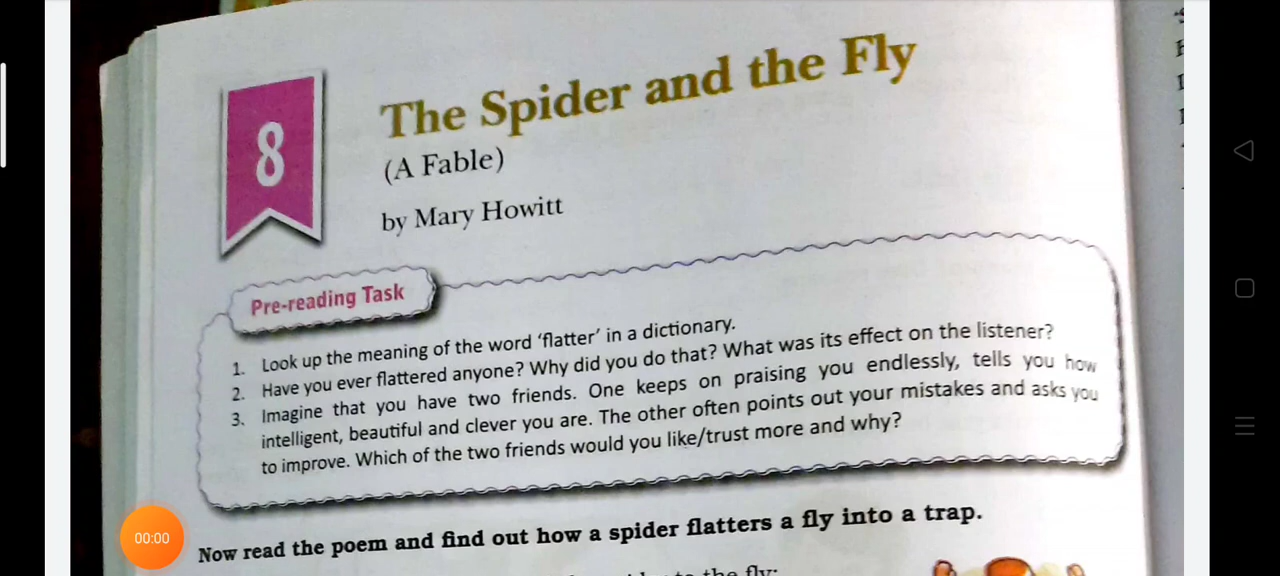 8
The Spider and the Fly
(A Fable)
by Mary Howitt
Pre-reading Task
1. Look up the meaning of the word ‘flatter’ in a dictionary.
2. Have you ever flattered anyone? Why did you do that? What was its effect on the listener?
3. Imagine that you have two friends. One keeps on praising you endlessly, tells you how
intelligent, beautiful and clever you are. The other often points out your mistakes and asks you
to improve. Which of the two friends would you like/trust more and why?
Now read the poem and find out how a spider flatters a fly into a trap.
to the fly:
00:00